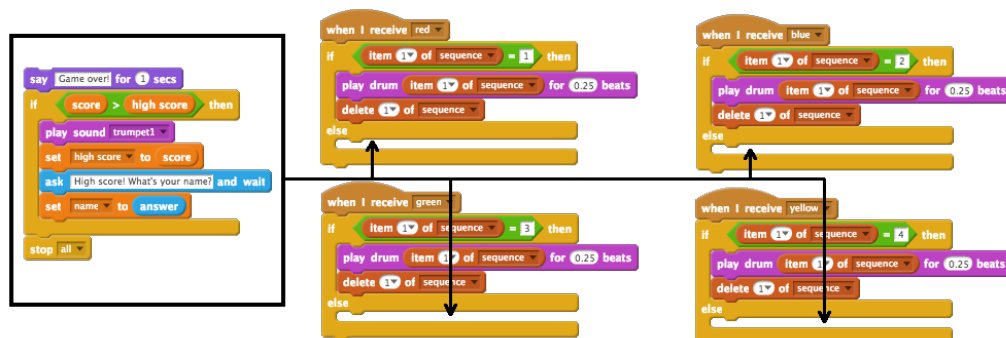 say Game over! for 1 secs
if score > high score then
play sound trumpet1
set high score to score
ask High score! What's your name? and wait
set name to answer
stop all
when I receive red
if item 1 of sequence = 1 then
play drum item 1 of sequence for 0.25 beats
delete 1 of sequence
else
when I receive blue
if item 1 of sequence = 2 then
play drum item 1 of sequence for 0.25 beats
delete 1 of sequence
else
when I receive green
if item 1 of sequence = 3 then
play drum item 1 of sequence for 0.25 beats
delete 1 of sequence
else
when I receive yellow
if item 1 of sequence = 4 then
play drum item 1 of sequence for 0.25 beats
delete 1 of sequence
else